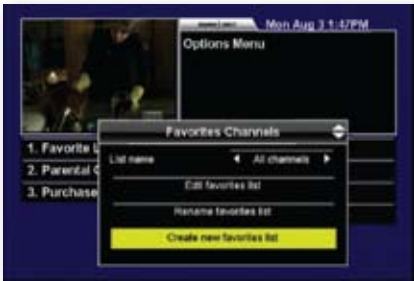 Mon Aug 3 1:47PM
Options Menu
Favorites Channels
1. Favorite L
List name All channels
2. Parental C
Edit favorites list
3. Purchase
Rename favorites list
Create new favorites list